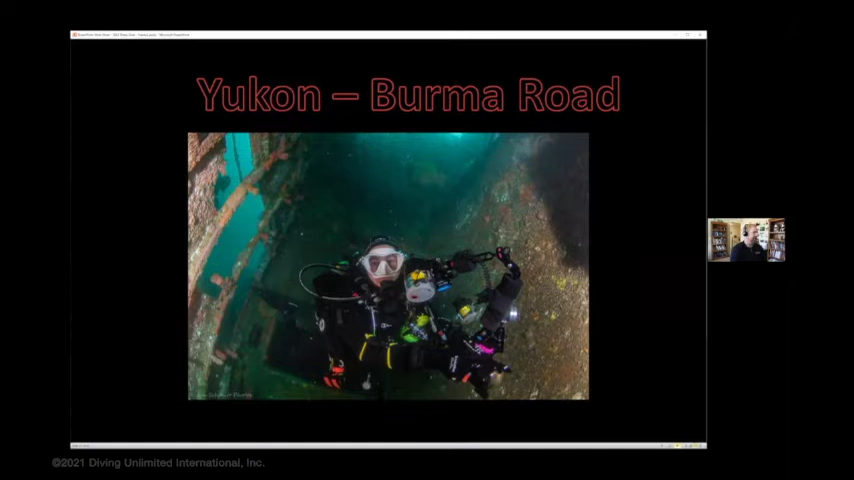 Yukon – Burma Road
©2021 Diving Unlimited International, Inc.